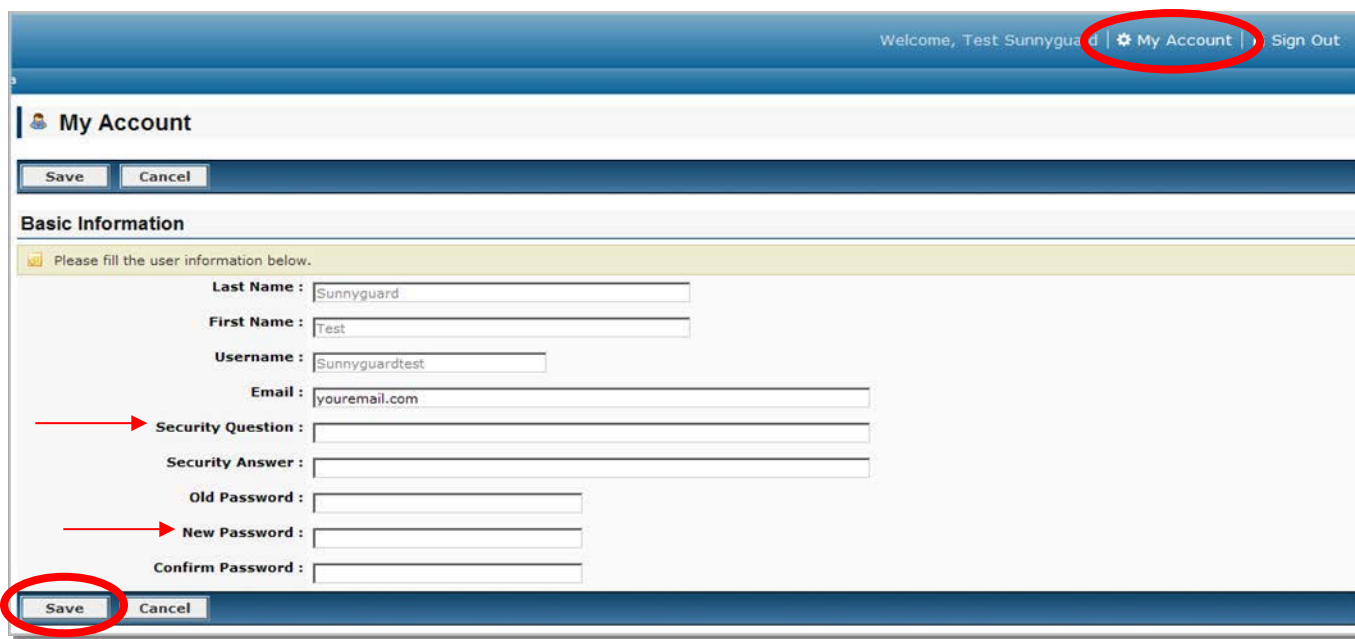 Welcome, Test Sunnyguard | My Account | Sign Out
My Account
Save Cancel
Basic Information
Please fill the user information below.
Last Name : Sunnyguard
First Name : Test
Username : Sunnyguardtest
Email : youremail.com
Security Question :
Security Answer :
Old Password :
New Password :
Confirm Password :
Save Cancel